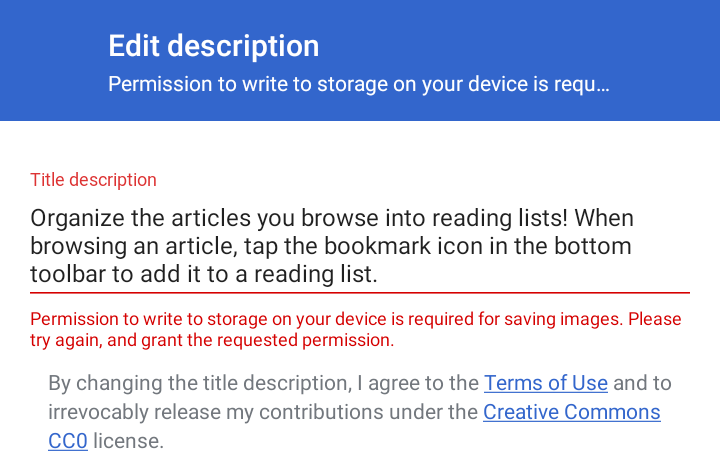 Edit description
Permission to write to storage on your device is requ...
Title description
Organize the articles you browse into reading lists! When
browsing an article, tap the bookmark icon in the bottom
toolbar to add it to a reading list.
Permission to write to storage on your device is required for saving images. Please
try again, and grant the requested permission.
By changing the title description, I agree to the Terms of Use and to
irrevocably release my contributions under the Creative Commons
CC0 license.